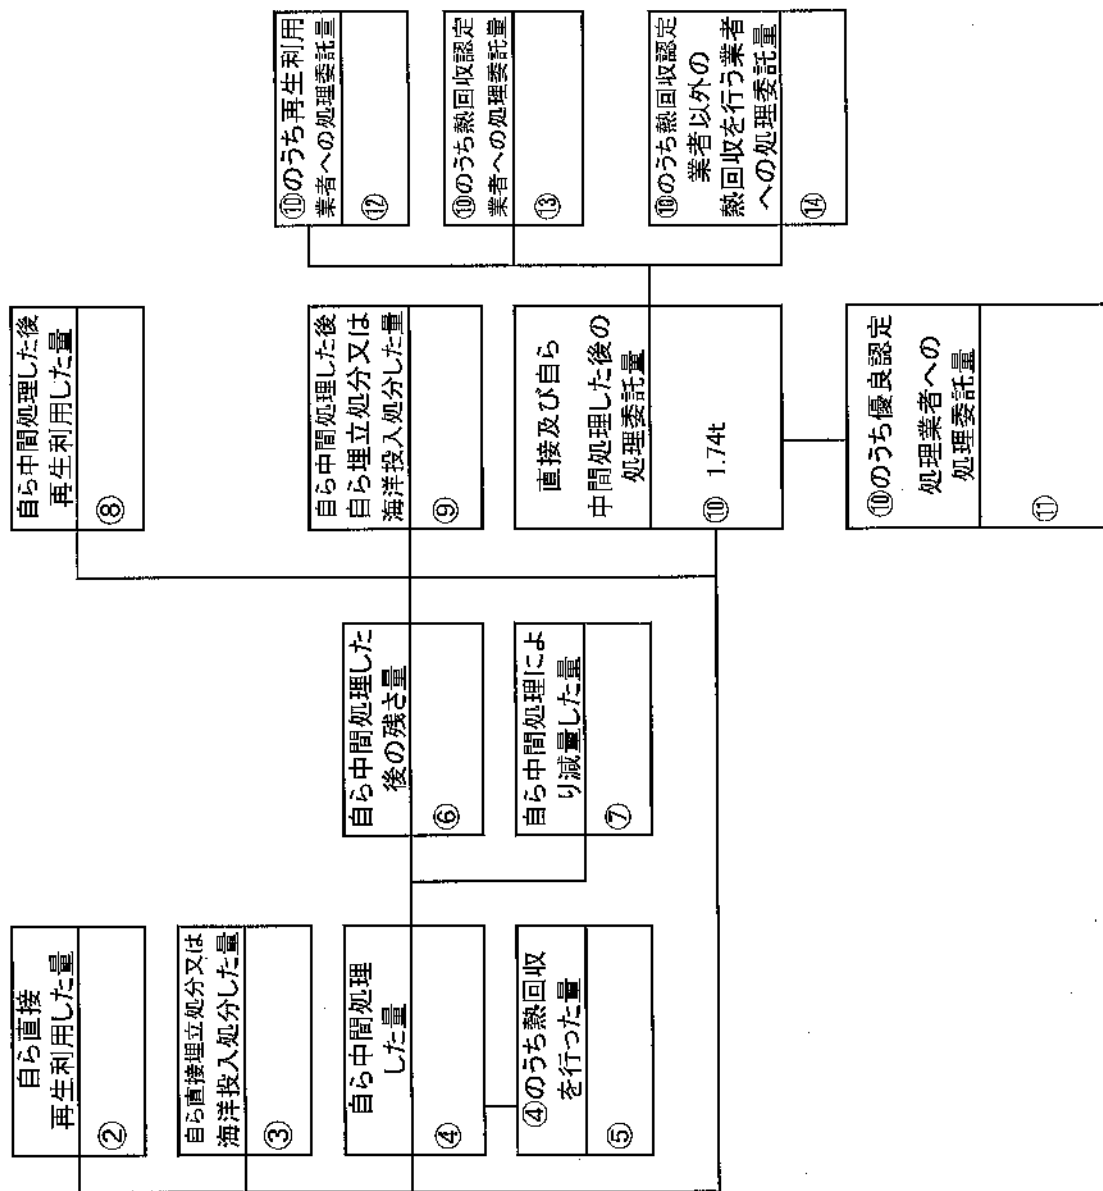 自ら直接
再生利用した量
②
自ら直接埋立処分又は
海洋投入処分した量
③
自ら中間処理
した量
④
④のうち熱回収
を行った量
⑤
自ら中間処理した
後の残さ量
⑥
自ら中間処理によ
り減量した量
⑦
自ら中間処理した後
再生利用した量
⑧
自ら中間処理した後
自ら埋立処分又は
海洋投入処分した量
⑨
直接及び自ら
中間処理した後の
処理委託量
⑩ 1.74t
⑩のうち優良認定
処理業者への
処理委託量
⑪
⑩のうち再生利用
業者への処理委託量
⑫
⑩のうち熱回収認定
業者への処理委託量
⑬
⑩のうち熱回収認定
業者以外の
熱回収を行う業者
への処理委託量
⑭